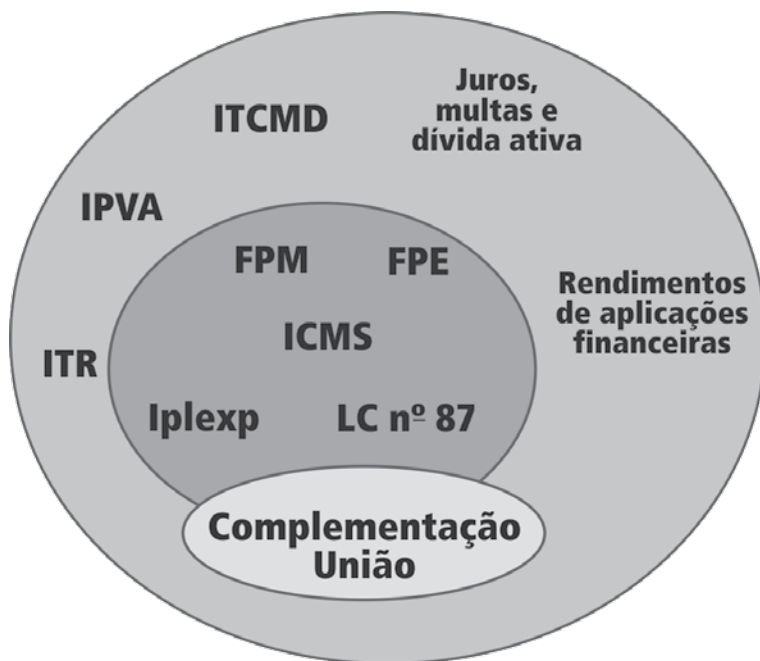 ITCMD
Juros,
multas e
dívida ativa
IPVA
FPM
FPE
Rendimentos
de aplicações
financeiras
ICMS
ITR
Iplexp
LC nº 87
Complementação
União